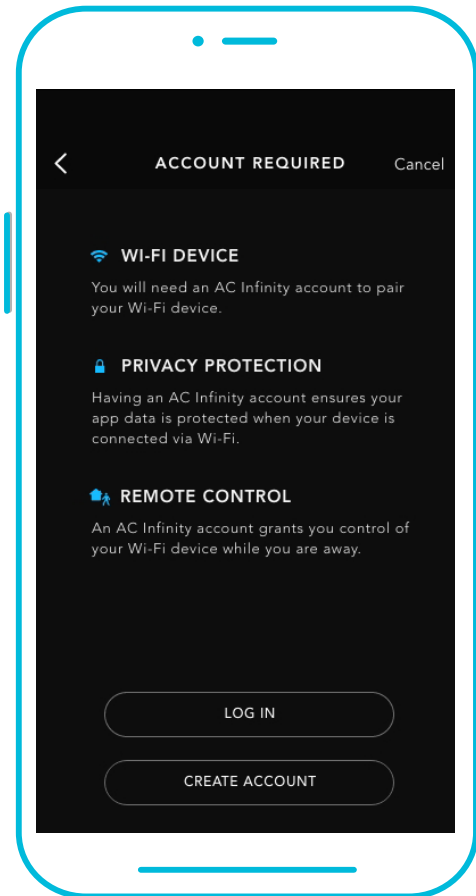 ACCOUNT REQUIRED Cancel
WI-FI DEVICE
You will need an AC Infinity account to pair
your Wi-Fi device.
PRIVACY PROTECTION
Having an AC Infinity account ensures your
app data is protected when your device is
connected via Wi-Fi.
REMOTE CONTROL
An AC Infinity account grants you control of
your Wi-Fi device while you are away.
LOG IN
CREATE ACCOUNT